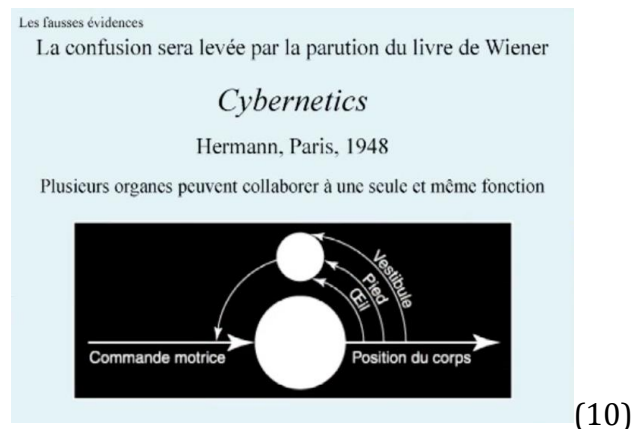 Les fausses évidences
La confusion sera levée par la parution du livre de Wiener
Cybernetics
Hermann, Paris, 1948
Plusieurs organes peuvent collaborer à une seule et même fonction
Vestibule
Pied
Œil
Commande motrice
Position du corps
(10)